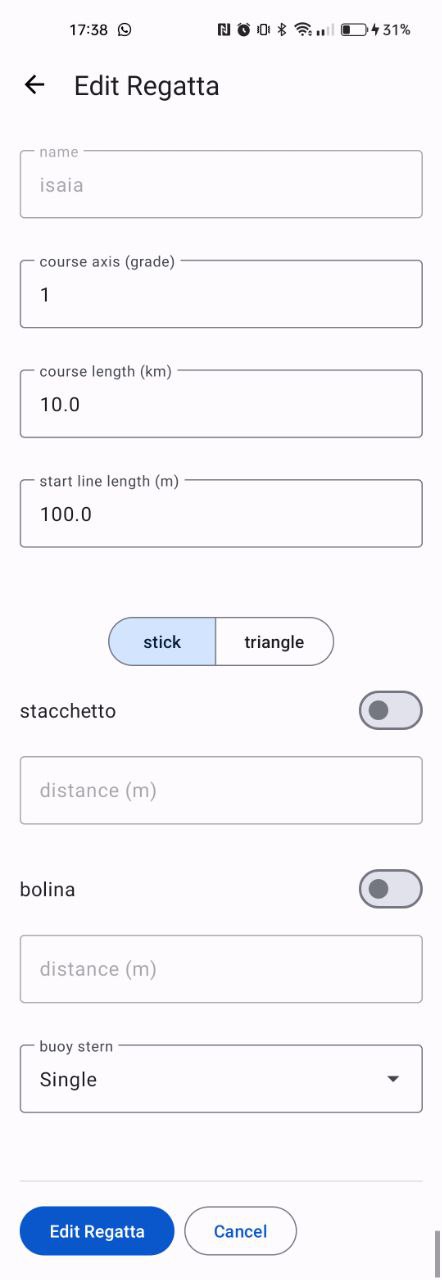 17:38 31%
Edit Regatta
name
isaia
course axis (grade)
1
course length (km)
10.0
start line length (m)
100.0
stick triangle
stacchetto
distance (m)
bolina
distance (m)
buoy stern
Single
Edit Regatta Cancel